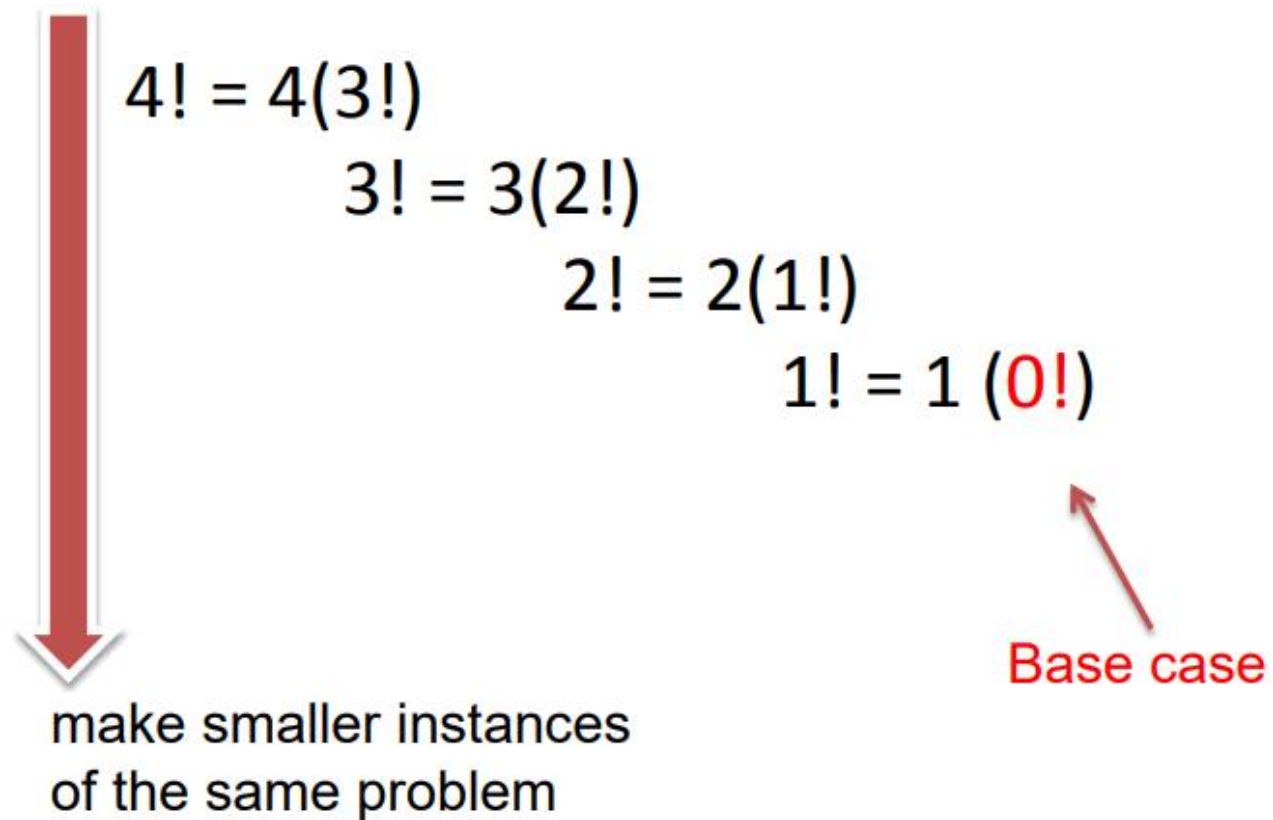 4! = 4(3!)
3! = 3(2!)
2! = 2(1!)
1! = 1 (0!)
Base case
make smaller instances
of the same problem